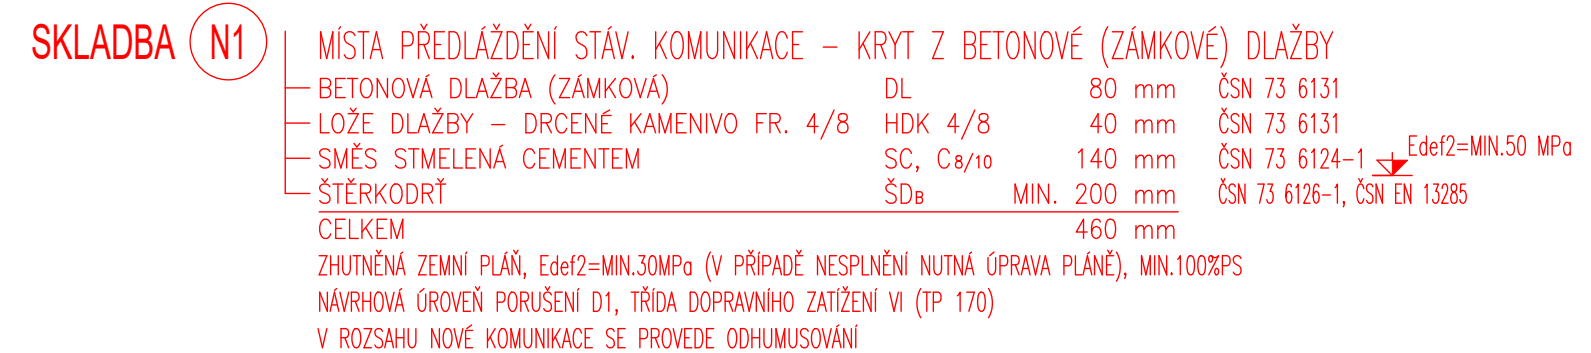 SKLADBA N1 MÍSTA PŘEDLÁŽDĚNÍ STÁV. KOMUNIKACE – KRYT Z BETONOVÉ (ZÁMKOVÉ) DLAŽBY
BETONOVÁ DLAŽBA (ZÁMKOVÁ) DL 80 mm ČSN 73 6131
LOŽE DLAŽBY – DRCENÉ KAMENIVO FR. 4/8 HDK 4/8 40 mm ČSN 73 6131
SMĚS STMELENÁ CEMENTEM SC, C8/10 140 mm ČSN 73 6124-1 Edef2=MIN.50 MPa
ŠTĚRKODRŤ ŠDB MIN. 200 mm ČSN 73 6126-1, ČSN EN 13285
CELKEM 460 mm
ZHUTNĚNÁ ZEMNÍ PLÁŇ, Edef2=MIN.30MPa (V PŘÍPADĚ NESPLNĚNÍ NUTNÁ ÚPRAVA PLÁNĚ), MIN.100%PS
NÁVRHOVÁ ÚROVEŇ PORUŠENÍ D1, TŘÍDA DOPRAVNÍHO ZATÍŽENÍ VI (TP 170)
V ROZSAHU NOVÉ KOMUNIKACE SE PROVEDE ODHUMUSOVÁNÍ